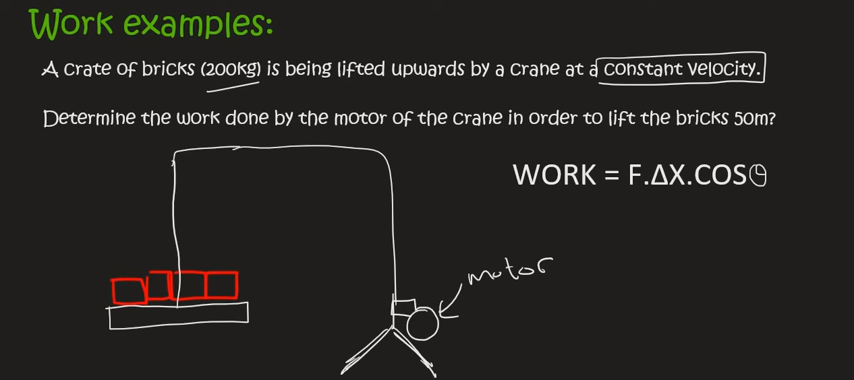 Work examples:
A crate of bricks (200kg) is being lifted upwards by a crane at a constant velocity.
Determine the work done by the motor of the crane in order to lift the bricks 50m?
WORK = F.ΔX.COSΘ
motor